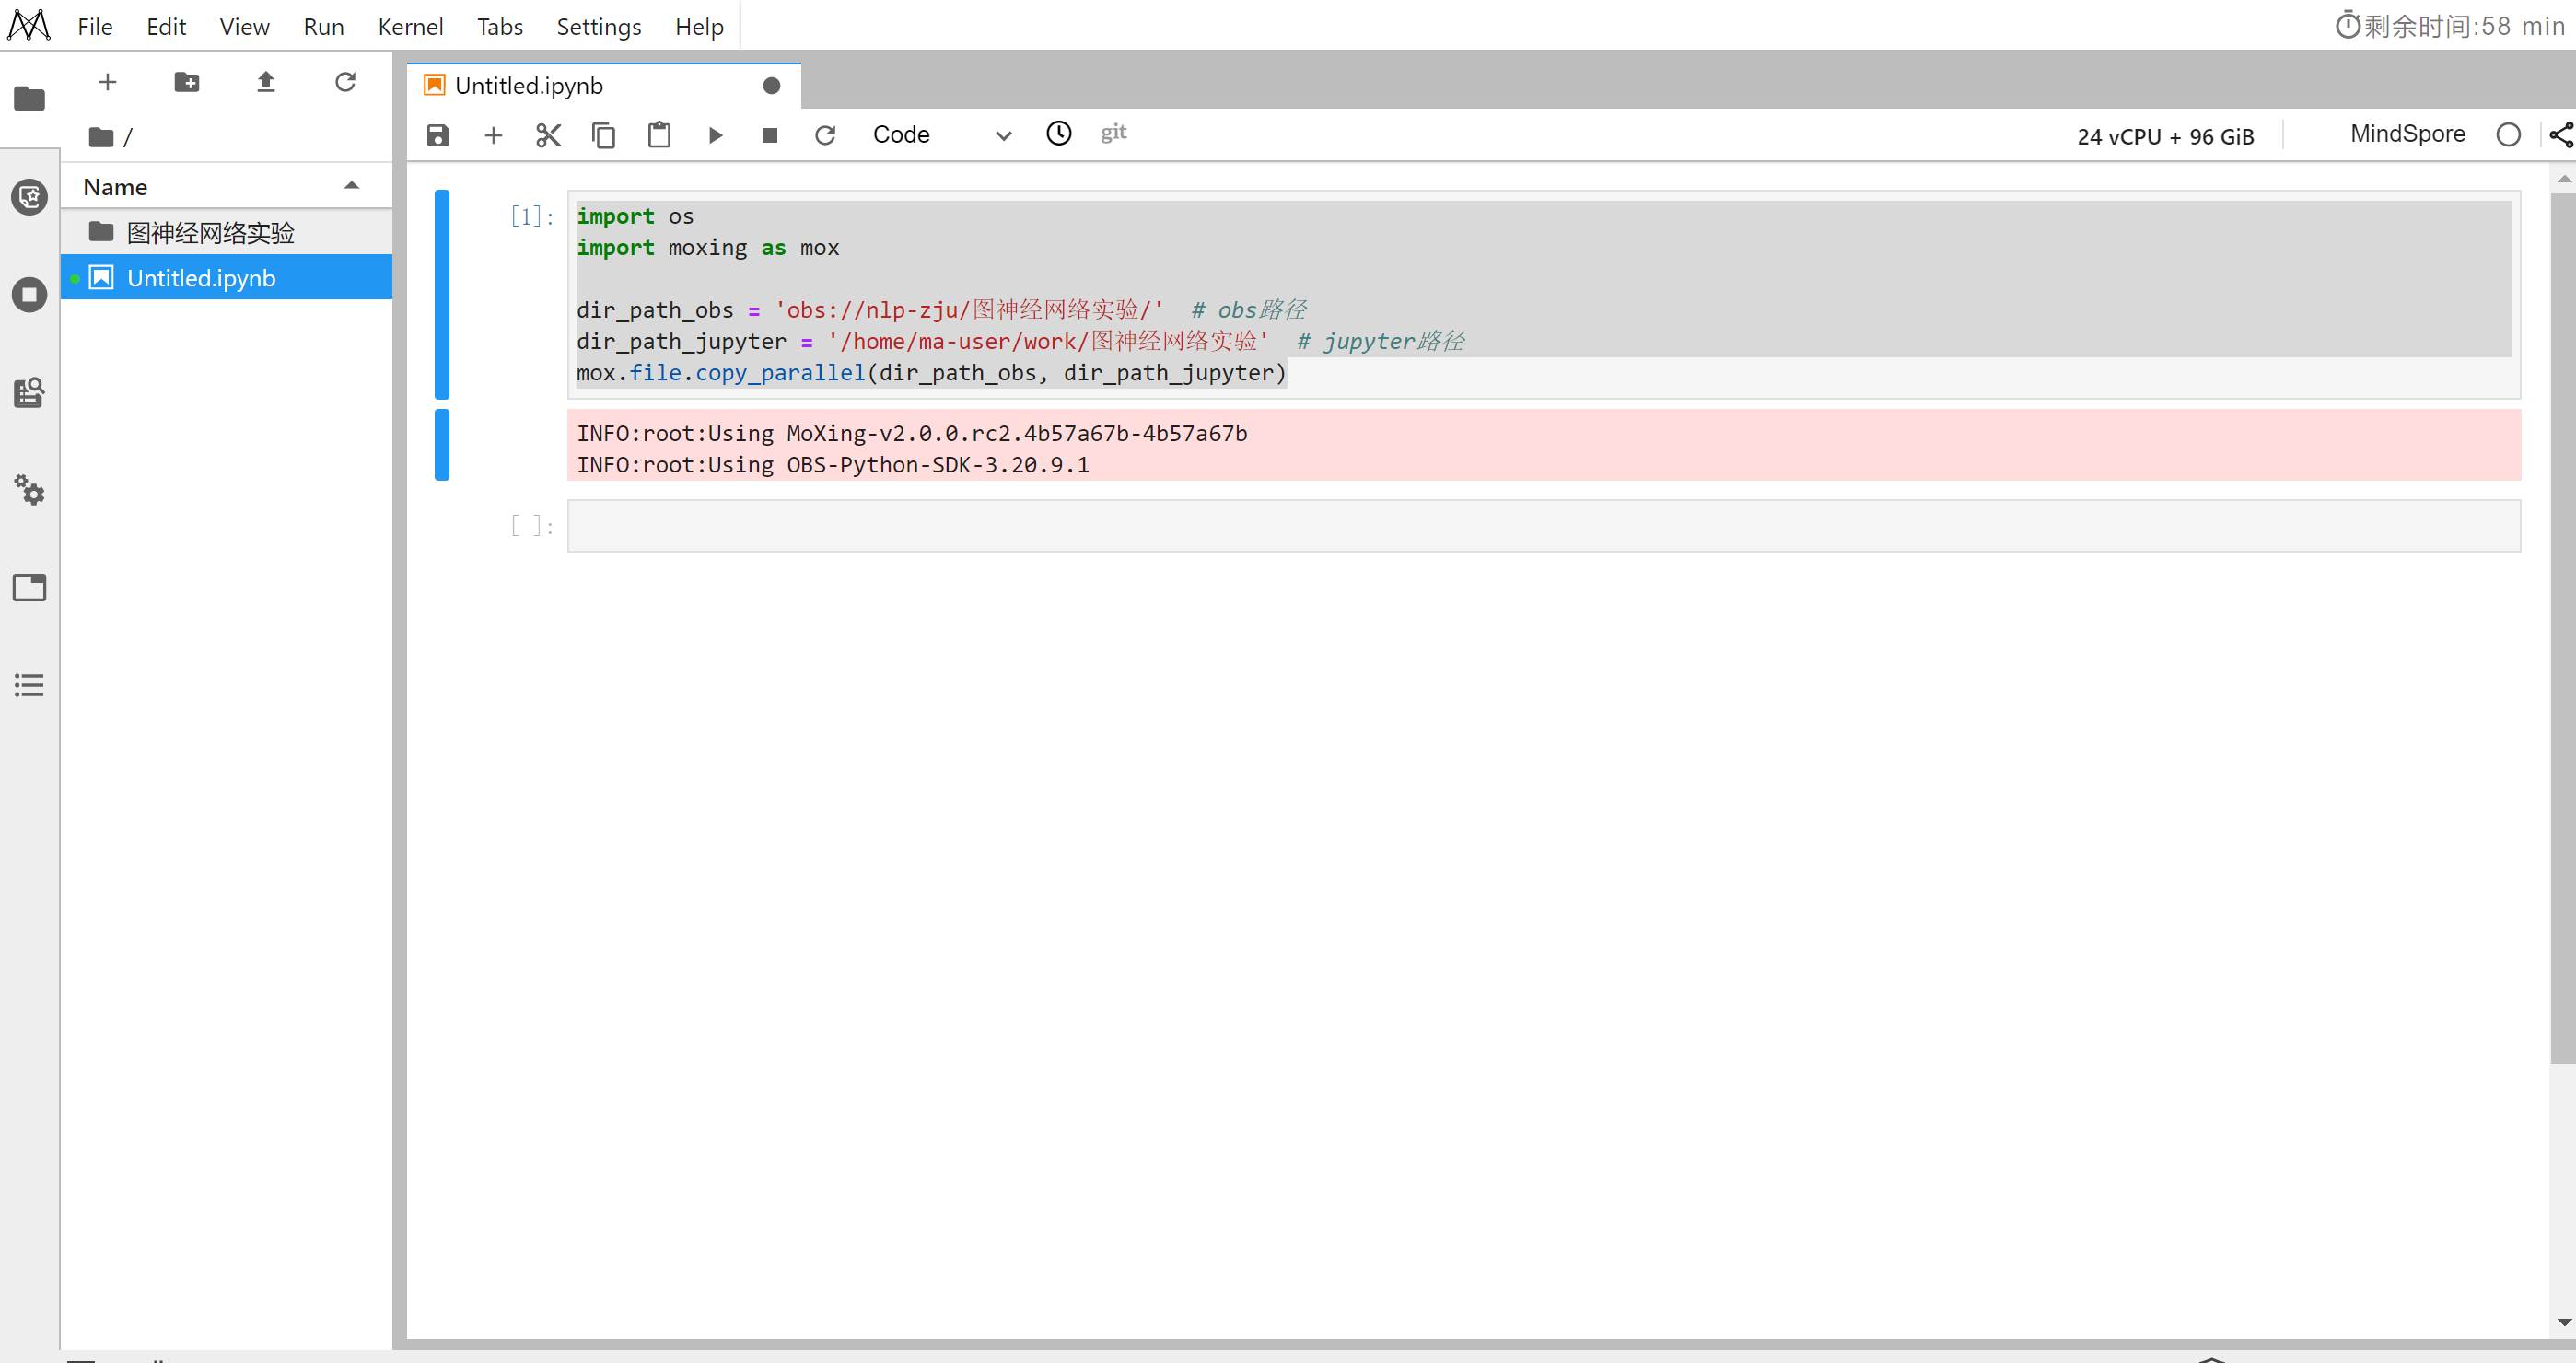 File Edit View Run Kernel Tabs Settings Help
剩余时间:58 min
/
Name
图神经网络实验
Untitled.ipynb
Untitled.ipynb
Code
git
24 vCPU + 96 GiB
MindSpore
[1]:
import os
import moxing as mox
dir_path_obs = 'obs://nlp-zju/图神经网络实验/'  # obs路径
dir_path_jupyter = '/home/ma-user/work/图神经网络实验'  # jupyter路径
mox.file.copy_parallel(dir_path_obs, dir_path_jupyter)
INFO:root:Using MoXing-v2.0.0.rc2.4b57a67b-4b57a67b
INFO:root:Using OBS-Python-SDK-3.20.9.1
[ ]: